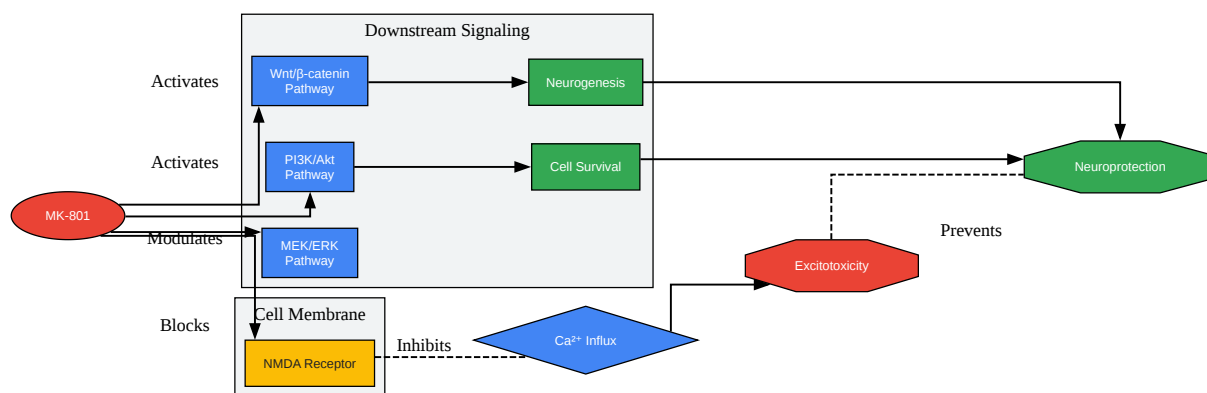 Downstream Signaling
Activates
Wnt/β-catenin
Pathway
Neurogenesis
Activates
PI3K/Akt
Pathway
Cell Survival
Neuroprotection
MK-801
Modulates
MEK/ERK
Pathway
Prevents
Excitotoxicity
Cell Membrane
Blocks
NMDA Receptor
Inhibits
Ca²⁺ Influx